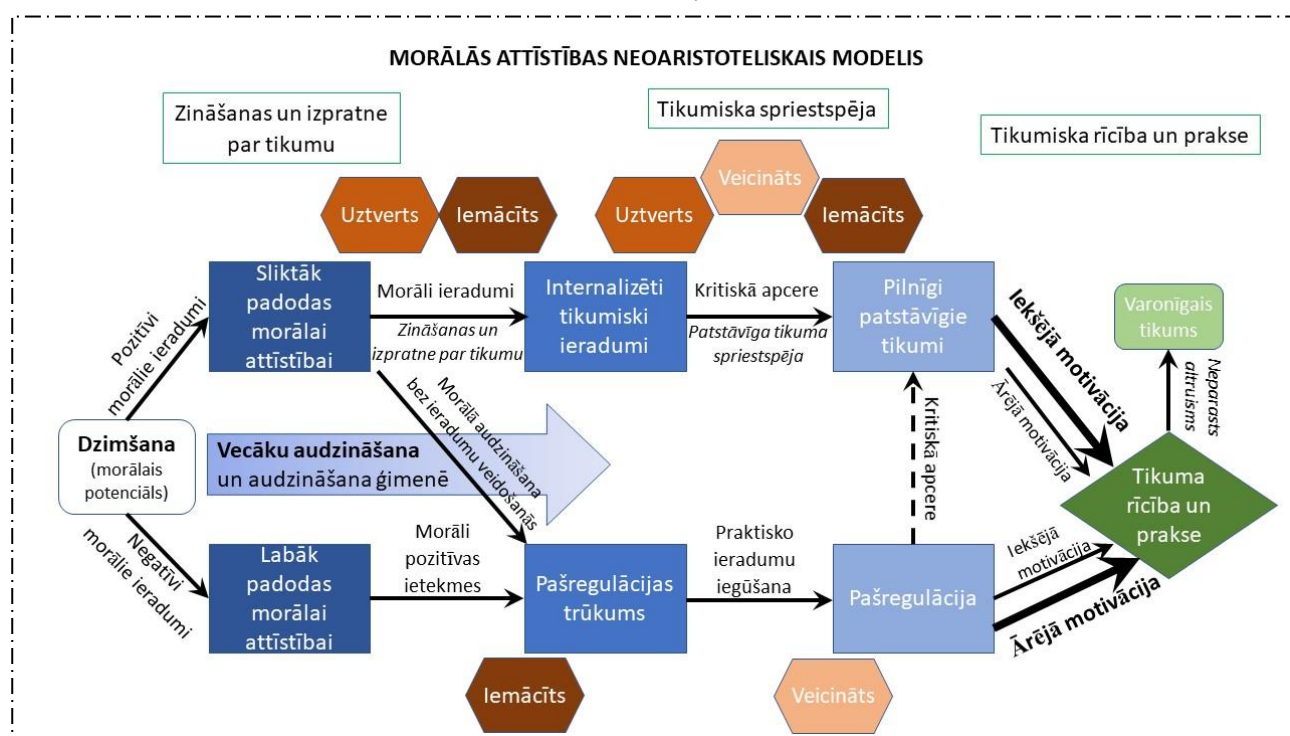 MORĀLĀS ATTĪSTĪBAS NEOARISTOTELISKAIS MODELIS
Zināšanas un izpratne
par tikumu
Tikumiska spriestspēja
Tikumiska rīcība un prakse
Uztverts
Iemācīts
Uztverts
Veicināts
Iemācīts
Pozitīvi
morālie ieradumi
Sliktāk
padodas
morālai
attīstībai
Morāli ieradumi
Zināšanas un
izpratne par tikumu
Internalizēti
tikumiski
ieradumi
Kritiskā apcere
Patstāvīga tikuma
spriestspēja
Pilnīgi
patstāvīgie
tikumi
Iekšējā motivācija
Ārējā motivācija
Varonīgais
tikums
Neparasts
altruisms
Dzimšana
(morālais
potenciāls)
Vecāku audzināšana
un audzināšana ģimenē
Morālā audzināšana
bez ieradumu veidošanās
Kritiskā apcere
Tikuma
rīcība un
prakse
Negatīvi
morālie ieradumi
Labāk
padodas
morālai
attīstībai
Morāli
pozitīvas
ietekmes
Pašregulācijas
trūkums
Praktisko
ieradumu
iegūšana
Pašregulācija
Iekšējā
motivācija
Ārējā motivācija
Iemācīts
Veicināts